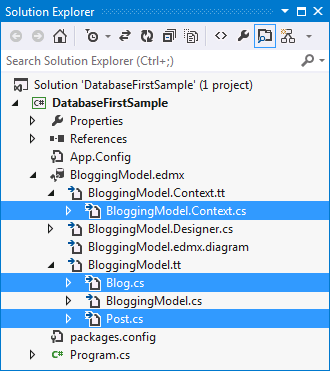 Solution Explorer
Search Solution Explorer (Ctrl+;)
Solution 'DatabaseFirstSample' (1 project)
C# DatabaseFirstSample
Properties
References
App.Config
BloggingModel.edmx
BloggingModel.Context.tt
BloggingModel.Context.cs
BloggingModel.Designer.cs
BloggingModel.edmx.diagram
BloggingModel.tt
Blog.cs
BloggingModel.cs
Post.cs
packages.config
C# Program.cs